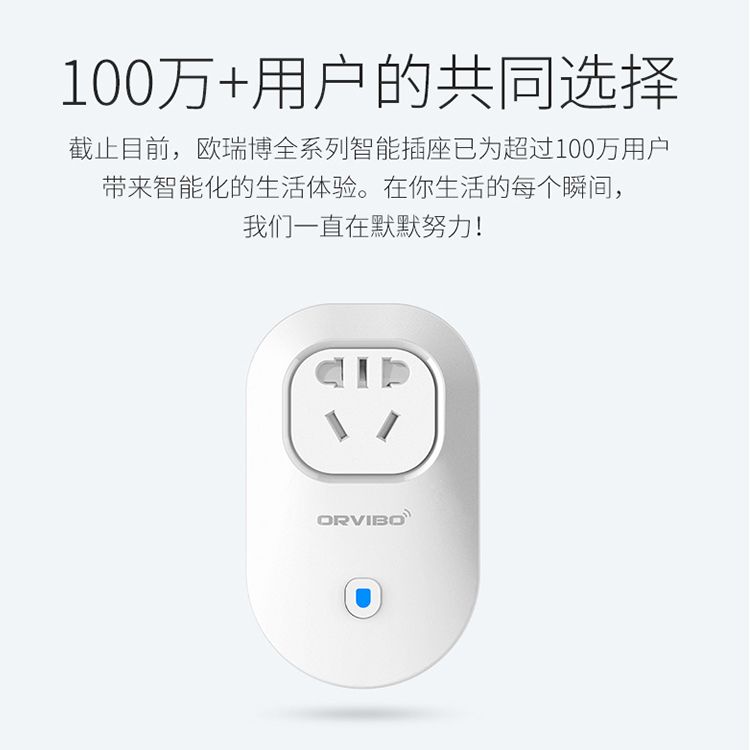 100万+用户的共同选择
截止目前，欧瑞博全系列智能插座已为超过100万用户
带来智能化的生活体验。在你生活的每个瞬间，
我们一直在默默努力！
ORVIBO